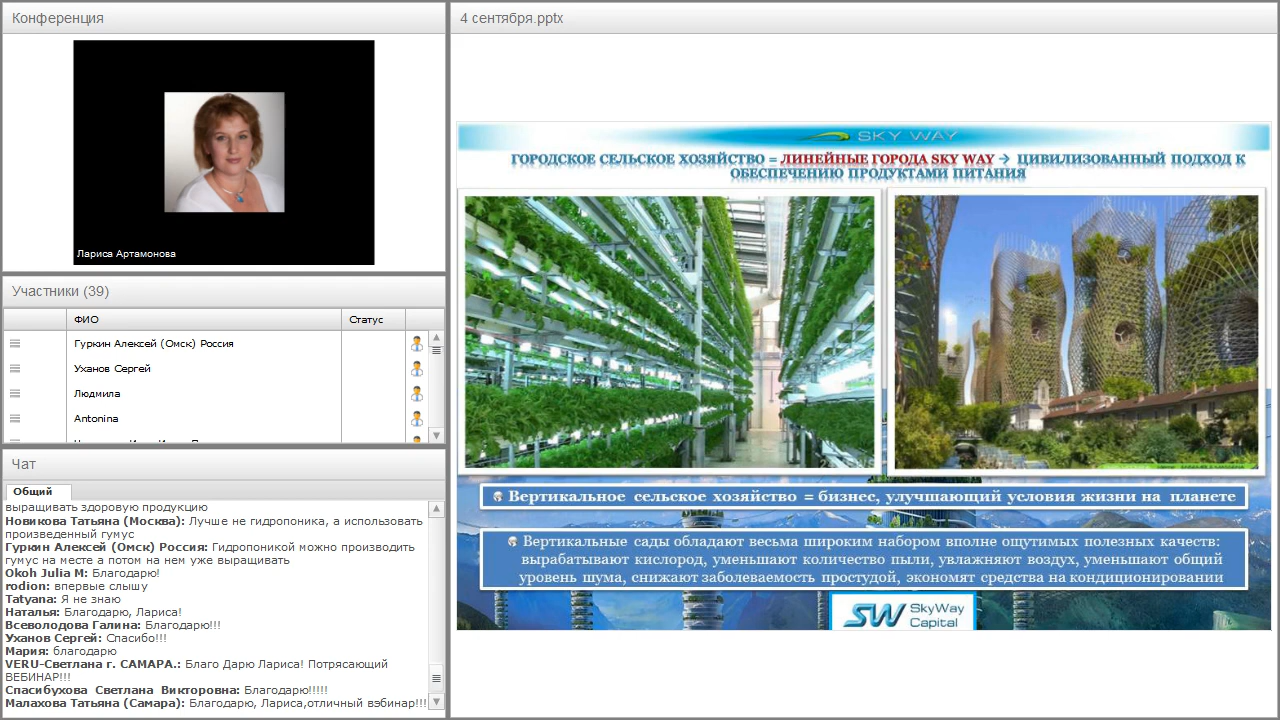 Конференция
Лариса Артамонова
Участники (39)
ФИО
Статус
Гуркин Алексей (Омск) Россия
Уханов Сергей
Людмила
Antonina
Чат
Общий
выращивать здоровую продукцию
Новикова Татьяна (Москва): Лучше не гидропоника, а использовать
произведенный гумус
Гуркин Алексей (Омск) Россия: Гидропоникой можно производить
гумус на месте а потом на нем уже выращивать
Okoh Julia M: Благодарю!
rodion: впервые слышу
Tatyana: Я не знаю
Наталья: Благодарю, Лариса!
Всеволодова Галина: Благодарю!!!
Уханов Сергей: Спасибо!!!
Мария: благодарю
VERU-Светлана г. САМАРА.: Благо Дарю Лариса! Потрясающий
ВЕБИНАР!!!
Спасибухова Светлана Викторовна: Благодарю!!!!!
Малахова Татьяна (Самара): Благодарю, Лариса,отличный вэбинар!!!
4 сентября.pptx
SKY WAY
ГОРОДСКОЕ СЕЛЬСКОЕ ХОЗЯЙСТВО = ЛИНЕЙНЫЕ ГОРОДА SKY WAY → ЦИВИЛИЗОВАННЫЙ ПОДХОД К
ОБЕСПЕЧЕНИЮ ПРОДУКТАМИ ПИТАНИЯ
Вертикальное сельское хозяйство = бизнес, улучшающий условия жизни на планете
Вертикальные сады обладают весьма широким набором вполне ощутимых полезных качеств:
вырабатывают кислород, уменьшают количество пыли, увлажняют воздух, уменьшают общий
уровень шума, снижают заболеваемость простудой, экономят средства на кондиционировании
SW SkyWay
Capital